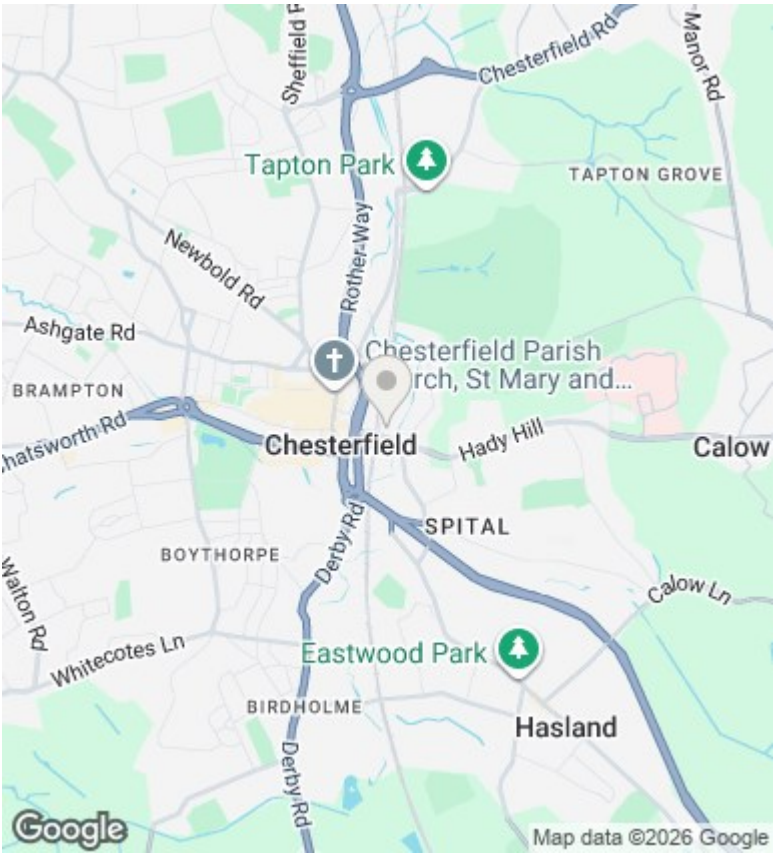 Sheffield R
Chesterfield Rd
Manor Rd
Tapton Park
TAPTON GROVE
Rother Way
Newbold Rd
Ashgate Rd
Chesterfield Parish
urch, St Mary and...
BRAMPTON
Chatsworth Rd
Chesterfield
Hady Hill
Calow
SPITAL
Derby Rd
BOYTHORPE
Walton Rd
Calow Ln
Whitecotes Ln
Eastwood Park
BIRDHOLME
Hasland
Derby Rd
Google
Map data ©2026 Google